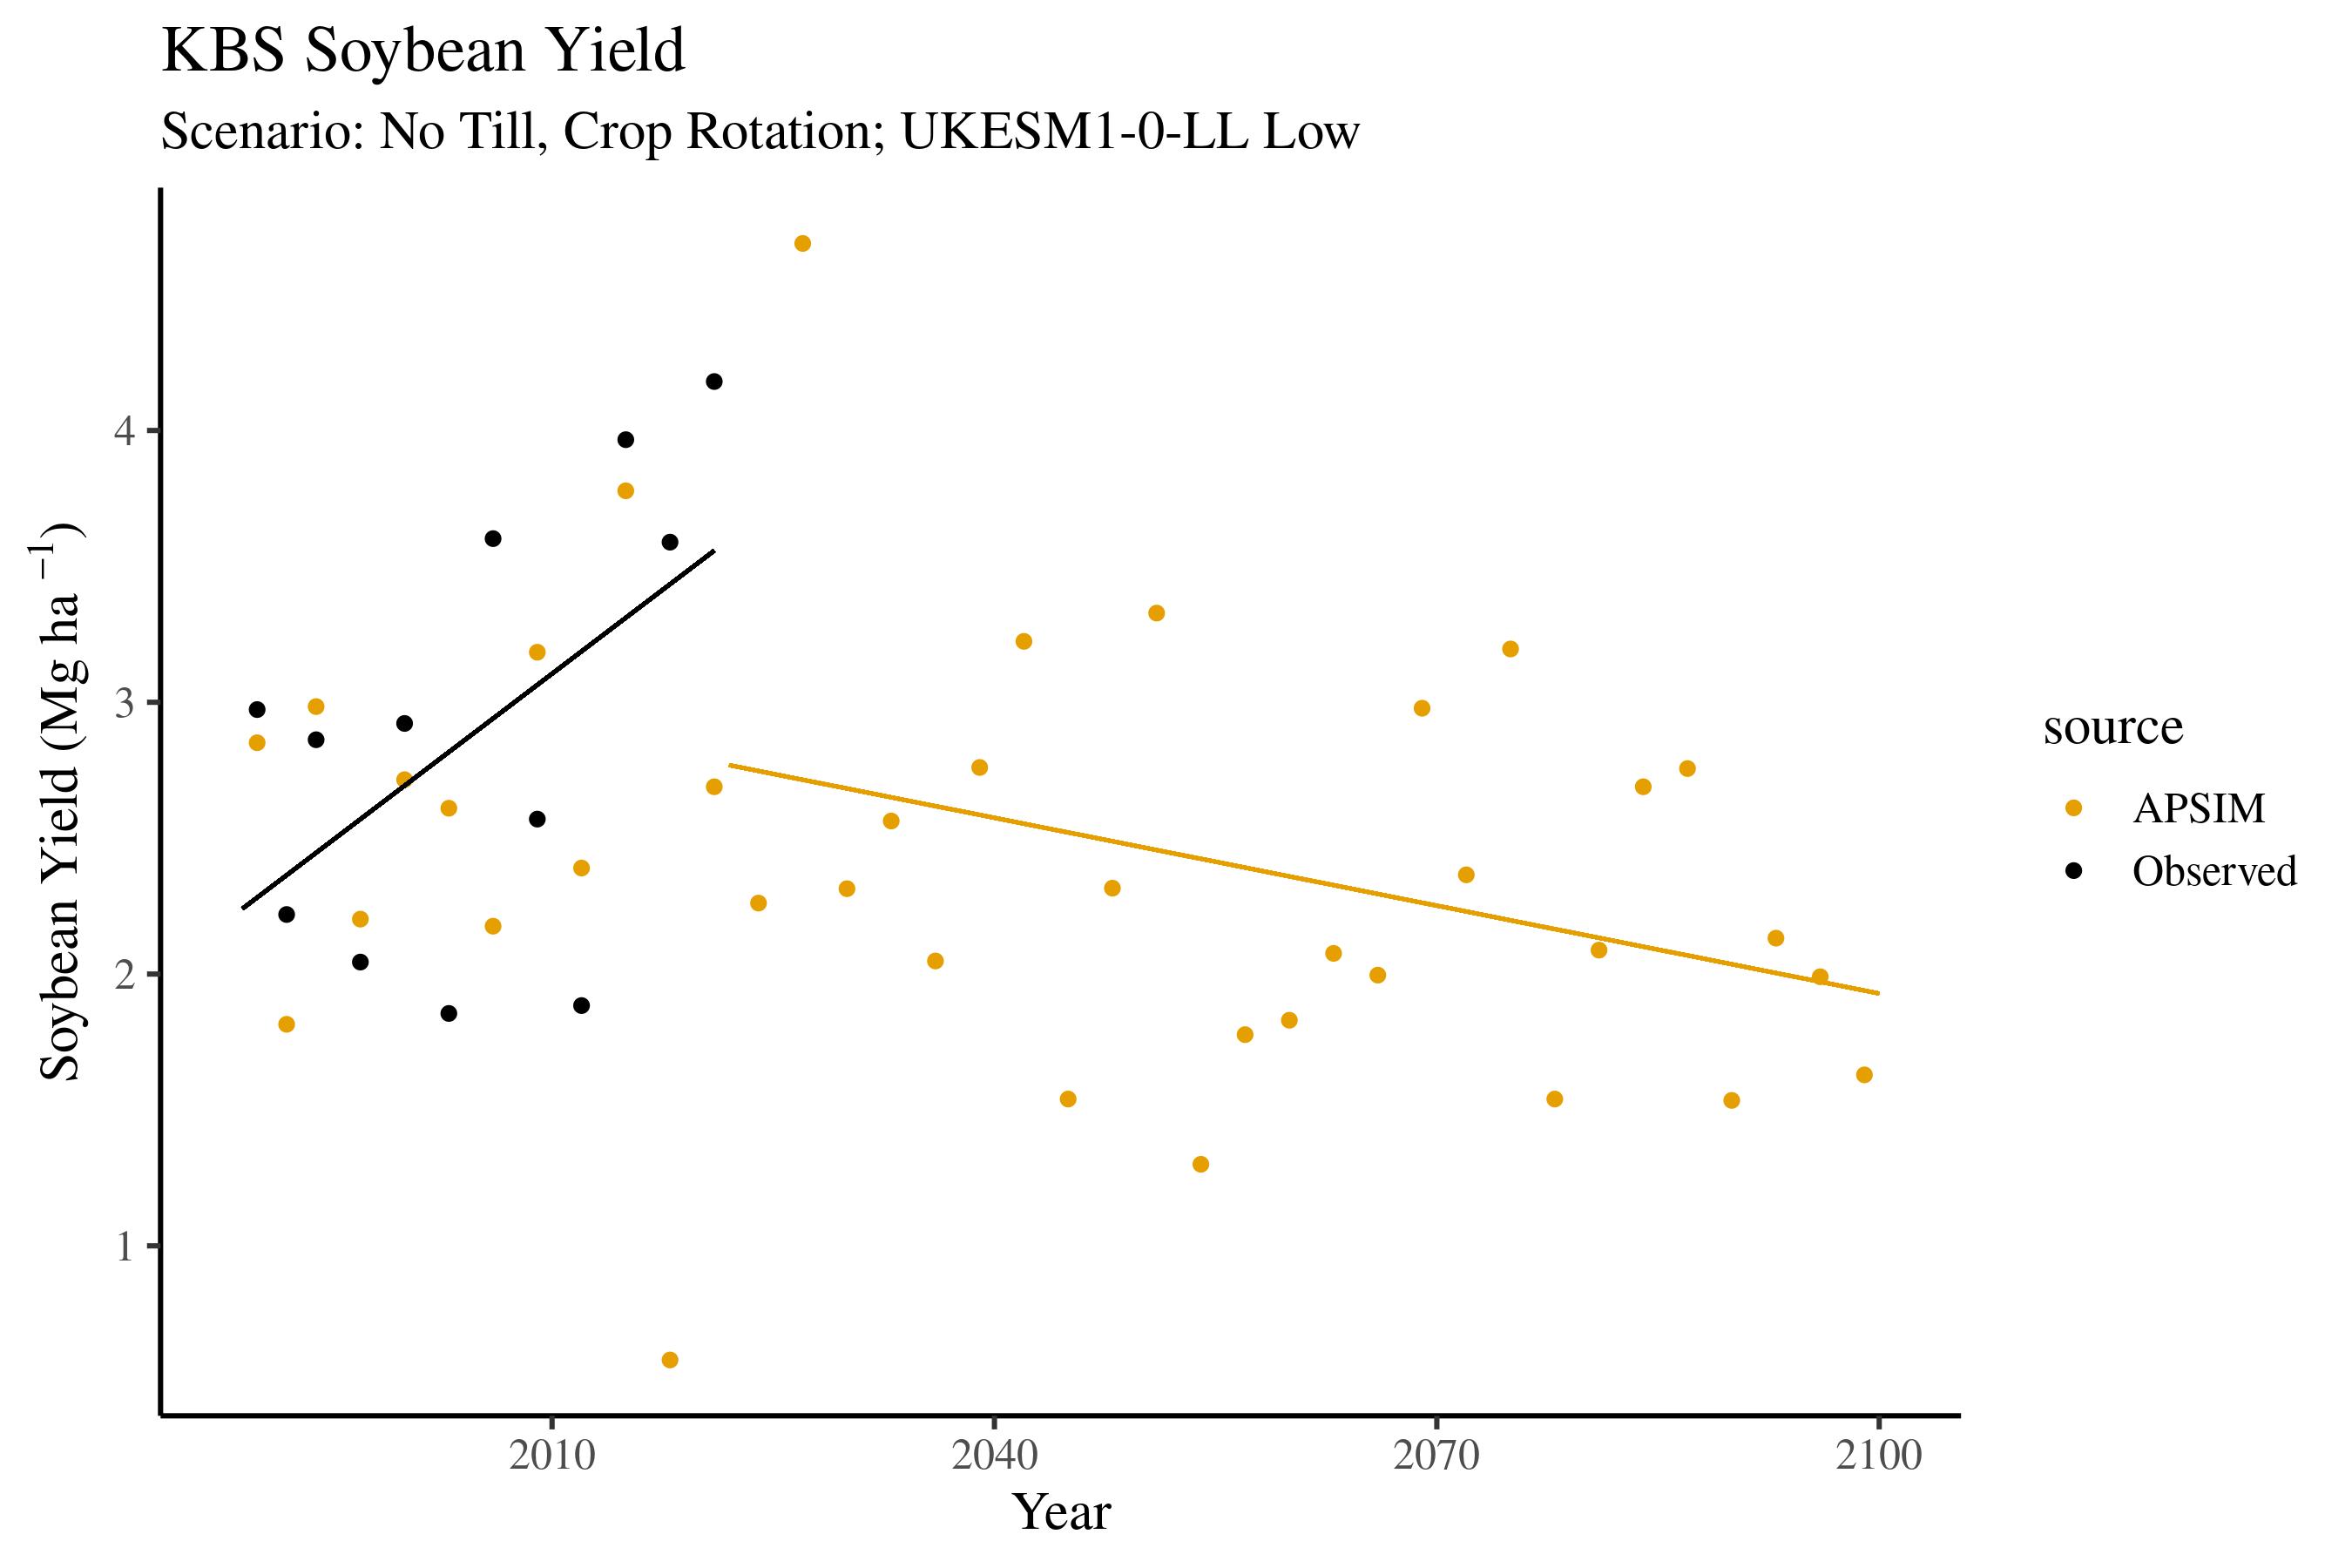 KBS Soybean Yield
Scenario: No Till, Crop Rotation; UKESM1-0-LL Low
Soybean Yield (Mg ha −1)
4
3
2
1
2010 2040 2070 2100
Year
source
APSIM
Observed